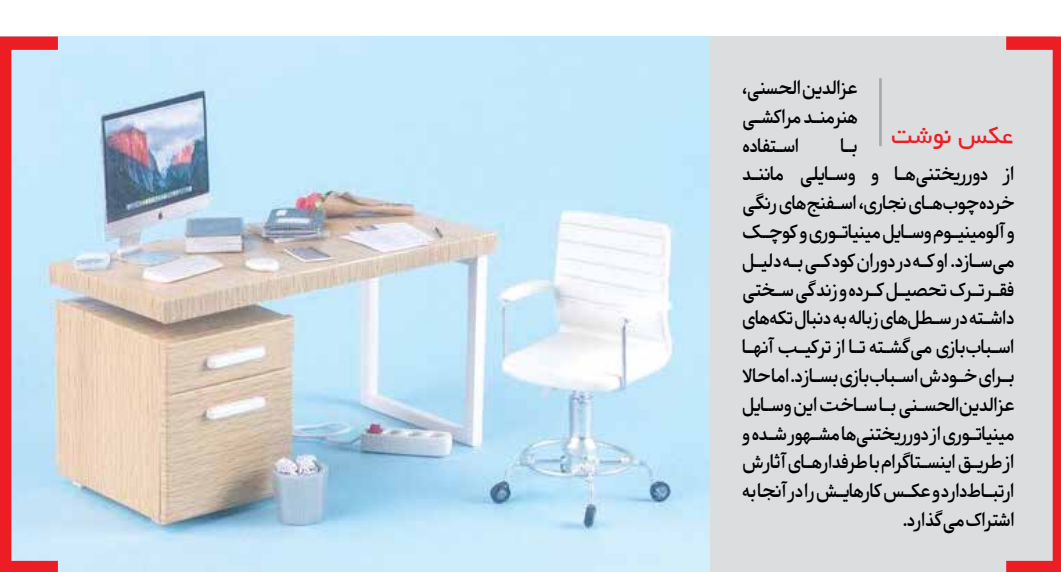 عکس نوشت
عزالدین الحسنی،
هنرمند مراکشی
با استفاده
از دورریختنی‌ها و وسایلی مانند
خرده‌چوب‌های نجاری، اسفنج‌های رنگی
و آلومینیوم وسایل مینیاتوری و کوچک
می‌سازد. او که در دوران کودکی به دلیل
فقر ترک تحصیل کرده و زندگی سختی
داشته در سطل‌های زباله به دنبال تکه‌های
اسباب‌بازی می‌گشته تا از ترکیب آنها
برای خودش اسباب‌بازی بسازد. اما حالا
عزالدین الحسنی با ساخت این وسایل
مینیاتوری از دورریختنی‌ها مشهور شده و
از طریق اینستاگرام با طرفدارهای آثارش
ارتباط دارد و عکس کارهایش را در آنجا به
اشتراک می‌گذارد.